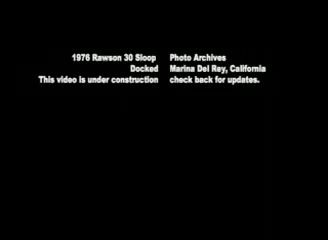 1976 Rawson 30 Sloop Photo Archives
Docked Marina Del Rey, California
This video is under construction check back for updates.